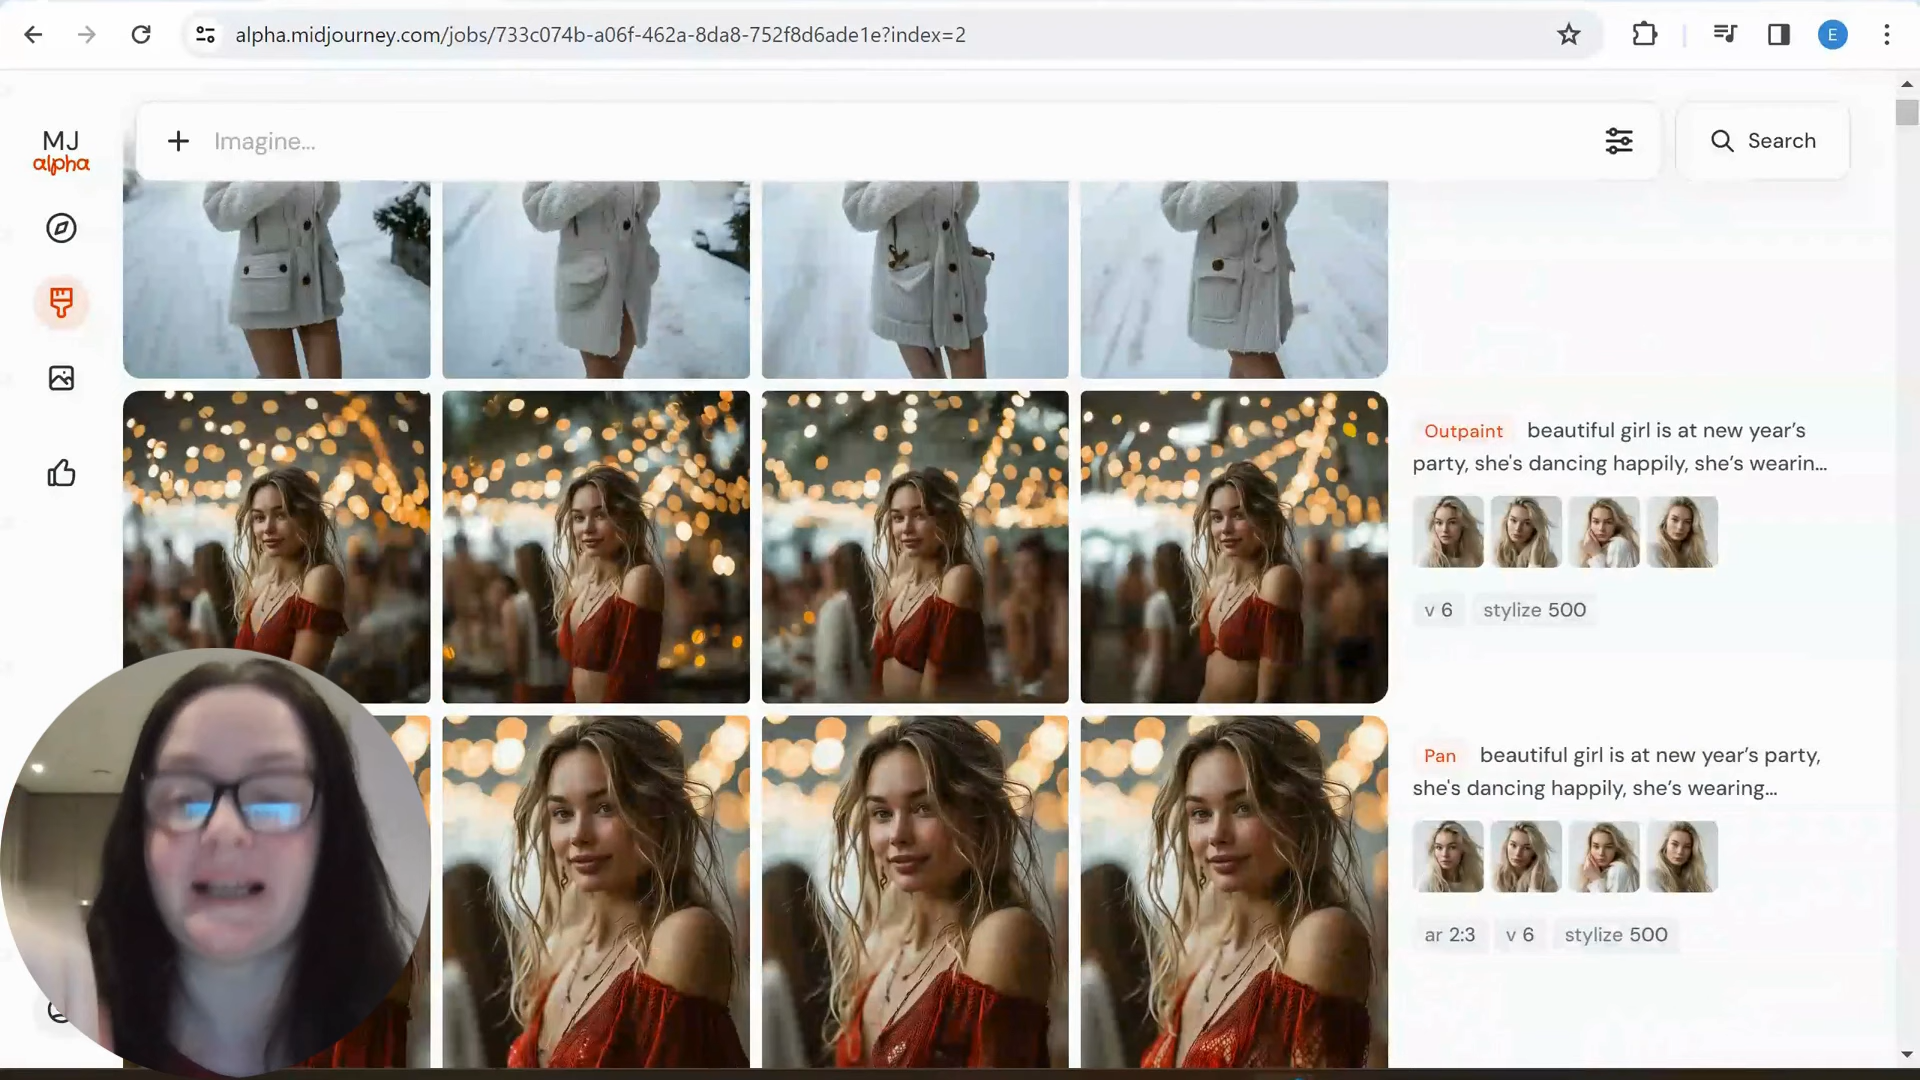 alpha.midjourney.com/jobs/733c074b-a06f-462a-8da8-752f8d6ade1e?index=2
E
MJ
alpha
Imagine...
Search
Outpaint beautiful girl is at new year’s
party, she's dancing happily, she’s wearin...
v 6 stylize 500
Pan beautiful girl is at new year’s party,
she's dancing happily, she’s wearing...
ar 2:3 v 6 stylize 500